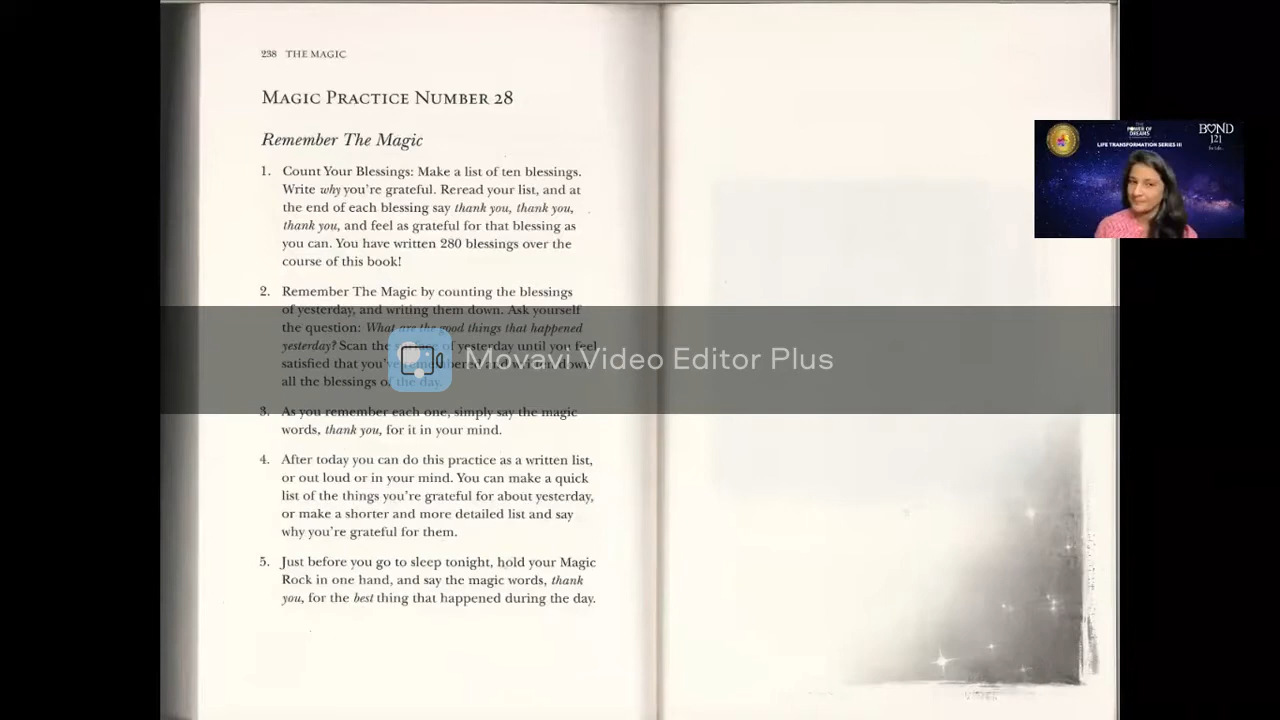 238 THE MAGIC
MAGIC PRACTICE NUMBER 28
Remember The Magic
1. Count Your Blessings: Make a list of ten blessings.
Write why you're grateful. Reread your list, and at
the end of each blessing say thank you, thank you,
thank you, and feel as grateful for that blessing as
you can. You have written 280 blessings over the
course of this book!
2. Remember The Magic by counting the blessings
of yesterday, and writing them down. Ask yourself
the question: What are the good things that happened
yesterday? Scan the surface of yesterday until you feel
satisfied that you've remembered and written down
all the blessings of the day.
3. As you remember each one, simply say the magic
words, thank you, for it in your mind.
4. After today you can do this practice as a written list,
or out loud or in your mind. You can make a quick
list of the things you're grateful for about yesterday,
or make a shorter and more detailed list and say
why you're grateful for them.
5. Just before you go to sleep tonight, hold your Magic
Rock in one hand, and say the magic words, thank
you, for the best thing that happened during the day.
Movavi Video Editor Plus
THE
POWER OF
DREAMS
LIFE TRANSFORMATION SERIES III
BOND
121
For Life...